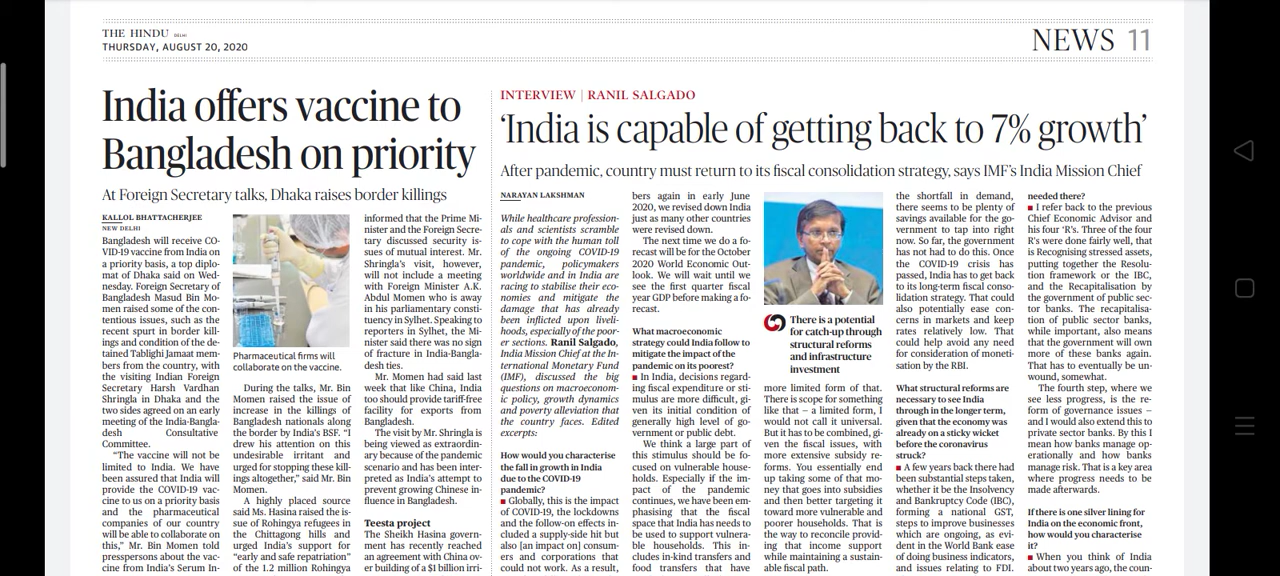 THE HINDU DELHI
THURSDAY, AUGUST 20, 2020
NEWS 11
India offers vaccine to
Bangladesh on priority
At Foreign Secretary talks, Dhaka raises border killings
KALLOL BHATTACHERJEE
NEW DELHI
Bangladesh will receive CO-
VID-19 vaccine from India on
a priority basis, a top diplo-
mat of Dhaka said on Wed-
nesday. Foreign Secretary of
Bangladesh Masud Bin Mo-
men raised some of the con-
tentious issues, such as the
recent spurt in border kill-
ings and condition of the de-
tained Tablighi Jamaat mem-
bers from the country, with
the visiting Indian Foreign
Secretary Harsh Vardhan
Shringla in Dhaka and the
two sides agreed on an early
meeting of the India-Bangla-
desh Consultative
Committee.
“The vaccine will not be
limited to India. We have
been assured that India will
provide the COVID-19 vac-
cine to us on a priority basis
and the pharmaceutical
companies of our country
will be able to collaborate on
this,” Mr. Bin Momen told
presspersons about the vac-
cine from India’s Serum In-
Pharmaceutical firms will
collaborate on the vaccine.
During the talks, Mr. Bin
Momen raised the issue of
increase in the killings of
Bangladesh nationals along
the border by India’s BSF. “I
drew his attention on this
undesirable irritant and
urged for stopping these kill-
ings altogether,” said Mr. Bin
Momen.
A highly placed source
said Ms. Hasina raised the is-
sue of Rohingya refugees in
the Chittagong hills and
urged India’s support for
“early and safe repatriation”
of the 1.2 million Rohingya
informed that the Prime Mi-
nister and the Foreign Secre-
tary discussed security is-
sues of mutual interest. Mr.
Shringla’s visit, however,
will not include a meeting
with Foreign Minister A.K.
Abdul Momen who is away
in his parliamentary consti-
tuency in Sylhet. Speaking to
reporters in Sylhet, the Mi-
nister said there was no sign
of fracture in India-Bangla-
desh ties.
Mr. Momen had said last
week that like China, India
too should provide tariff-free
facility for exports from
Bangladesh.
The visit by Mr. Shringla is
being viewed as extraordin-
ary because of the pandemic
scenario and has been inter-
preted as India’s attempt to
prevent growing Chinese in-
fluence in Bangladesh.
Teesta project
The Sheikh Hasina govern-
ment has recently reached
an agreement with China ov-
er building of a $1 billion irri-
INTERVIEW | RANIL SALGADO
‘India is capable of getting back to 7% growth’
After pandemic, country must return to its fiscal consolidation strategy, says IMF’s India Mission Chief
NARAYAN LAKSHMAN
While healthcare profession-
als and scientists scramble
to cope with the human toll
of the ongoing COVID-19
pandemic, policymakers
worldwide and in India are
racing to stabilise their eco-
nomies and mitigate the
damage that has already
been inflicted upon liveli-
hoods, especially of the poor-
er sections. Ranil Salgado,
India Mission Chief at the In-
ternational Monetary Fund
(IMF), discussed the big
questions on macroeconom-
ic policy, growth dynamics
and poverty alleviation that
the country faces. Edited
excerpts:
How would you characterise
the fall in growth in India
due to the COVID-19
pandemic?
■ Globally, this is the impact
of COVID-19, the lockdowns
and the follow-on effects in-
cluded a supply-side hit but
also [an impact on] consum-
ers and corporations that
could not work. As a result,
bers again in early June
2020, we revised down India
just as many other countries
were revised down.
The next time we do a fo-
recast will be for the October
2020 World Economic Out-
look. We will wait until we
see the first quarter fiscal
year GDP before making a fo-
recast.
What macroeconomic
strategy could India follow to
mitigate the impact of the
pandemic on its poorest?
■ In India, decisions regard-
ing fiscal expenditure or sti-
mulus are more difficult, gi-
ven its initial condition of
generally high level of go-
vernment or public debt.
We think a large part of
this stimulus should be fo-
cused on vulnerable house-
holds. Especially if the im-
pact of the pandemic
continues, we have been em-
phasising that the fiscal
space that India has needs to
be used to support vulnera-
ble households. This in-
cludes in-kind transfers and
food transfers that have
There is a potential
for catch-up through
structural reforms
and infrastructure
investment
more limited form of that.
There is scope for something
like that – a limited form, I
would not call it universal.
But it has to be combined, gi-
ven the fiscal issues, with
more extensive subsidy re-
forms. You essentially end
up taking some of that mo-
ney that goes into subsidies
and then better targeting it
toward more vulnerable and
poorer households. That is
the way to reconcile provid-
ing that income support
while maintaining a sustain-
able fiscal path.
the shortfall in demand,
there seems to be plenty of
savings available for the go-
vernment to tap into right
now. So far, the government
has not had to do this. Once
the COVID-19 crisis has
passed, India has to get back
to its long-term fiscal conso-
lidation strategy. That could
also potentially ease con-
cerns in markets and keep
rates relatively low. That
could help avoid any need
for consideration of moneti-
sation by the RBI.
What structural reforms are
necessary to see India
through in the longer term,
given that the economy was
already on a sticky wicket
before the coronavirus
struck?
■ A few years back there had
been substantial steps taken,
whether it be the Insolvency
and Bankruptcy Code (IBC),
forming a national GST,
steps to improve businesses
which are ongoing, as evid-
ent in the World Bank ease
of doing business indicators,
and issues relating to FDI.
needed there?
■ I refer back to the previous
Chief Economic Advisor and
his four ‘R’s. Three of the four
R’s were done fairly well, that
is Recognising stressed assets,
putting together the Resolu-
tion framework or the IBC,
and the Recapitalisation by
the government of public sec-
tor banks. The recapitalisa-
tion of public sector banks,
while important, also means
that the government will own
more of these banks again.
That has to eventually be un-
wound, somewhat.
The fourth step, where we
see less progress, is the re-
form of governance issues –
and I would also extend this to
private sector banks. By this I
mean how banks manage op-
erationally and how banks
manage risk. That is a key area
where progress needs to be
made afterwards.
If there is one silver lining for
India on the economic front,
how would you characterise
it?
■ When you think of India
about two years ago, the coun-